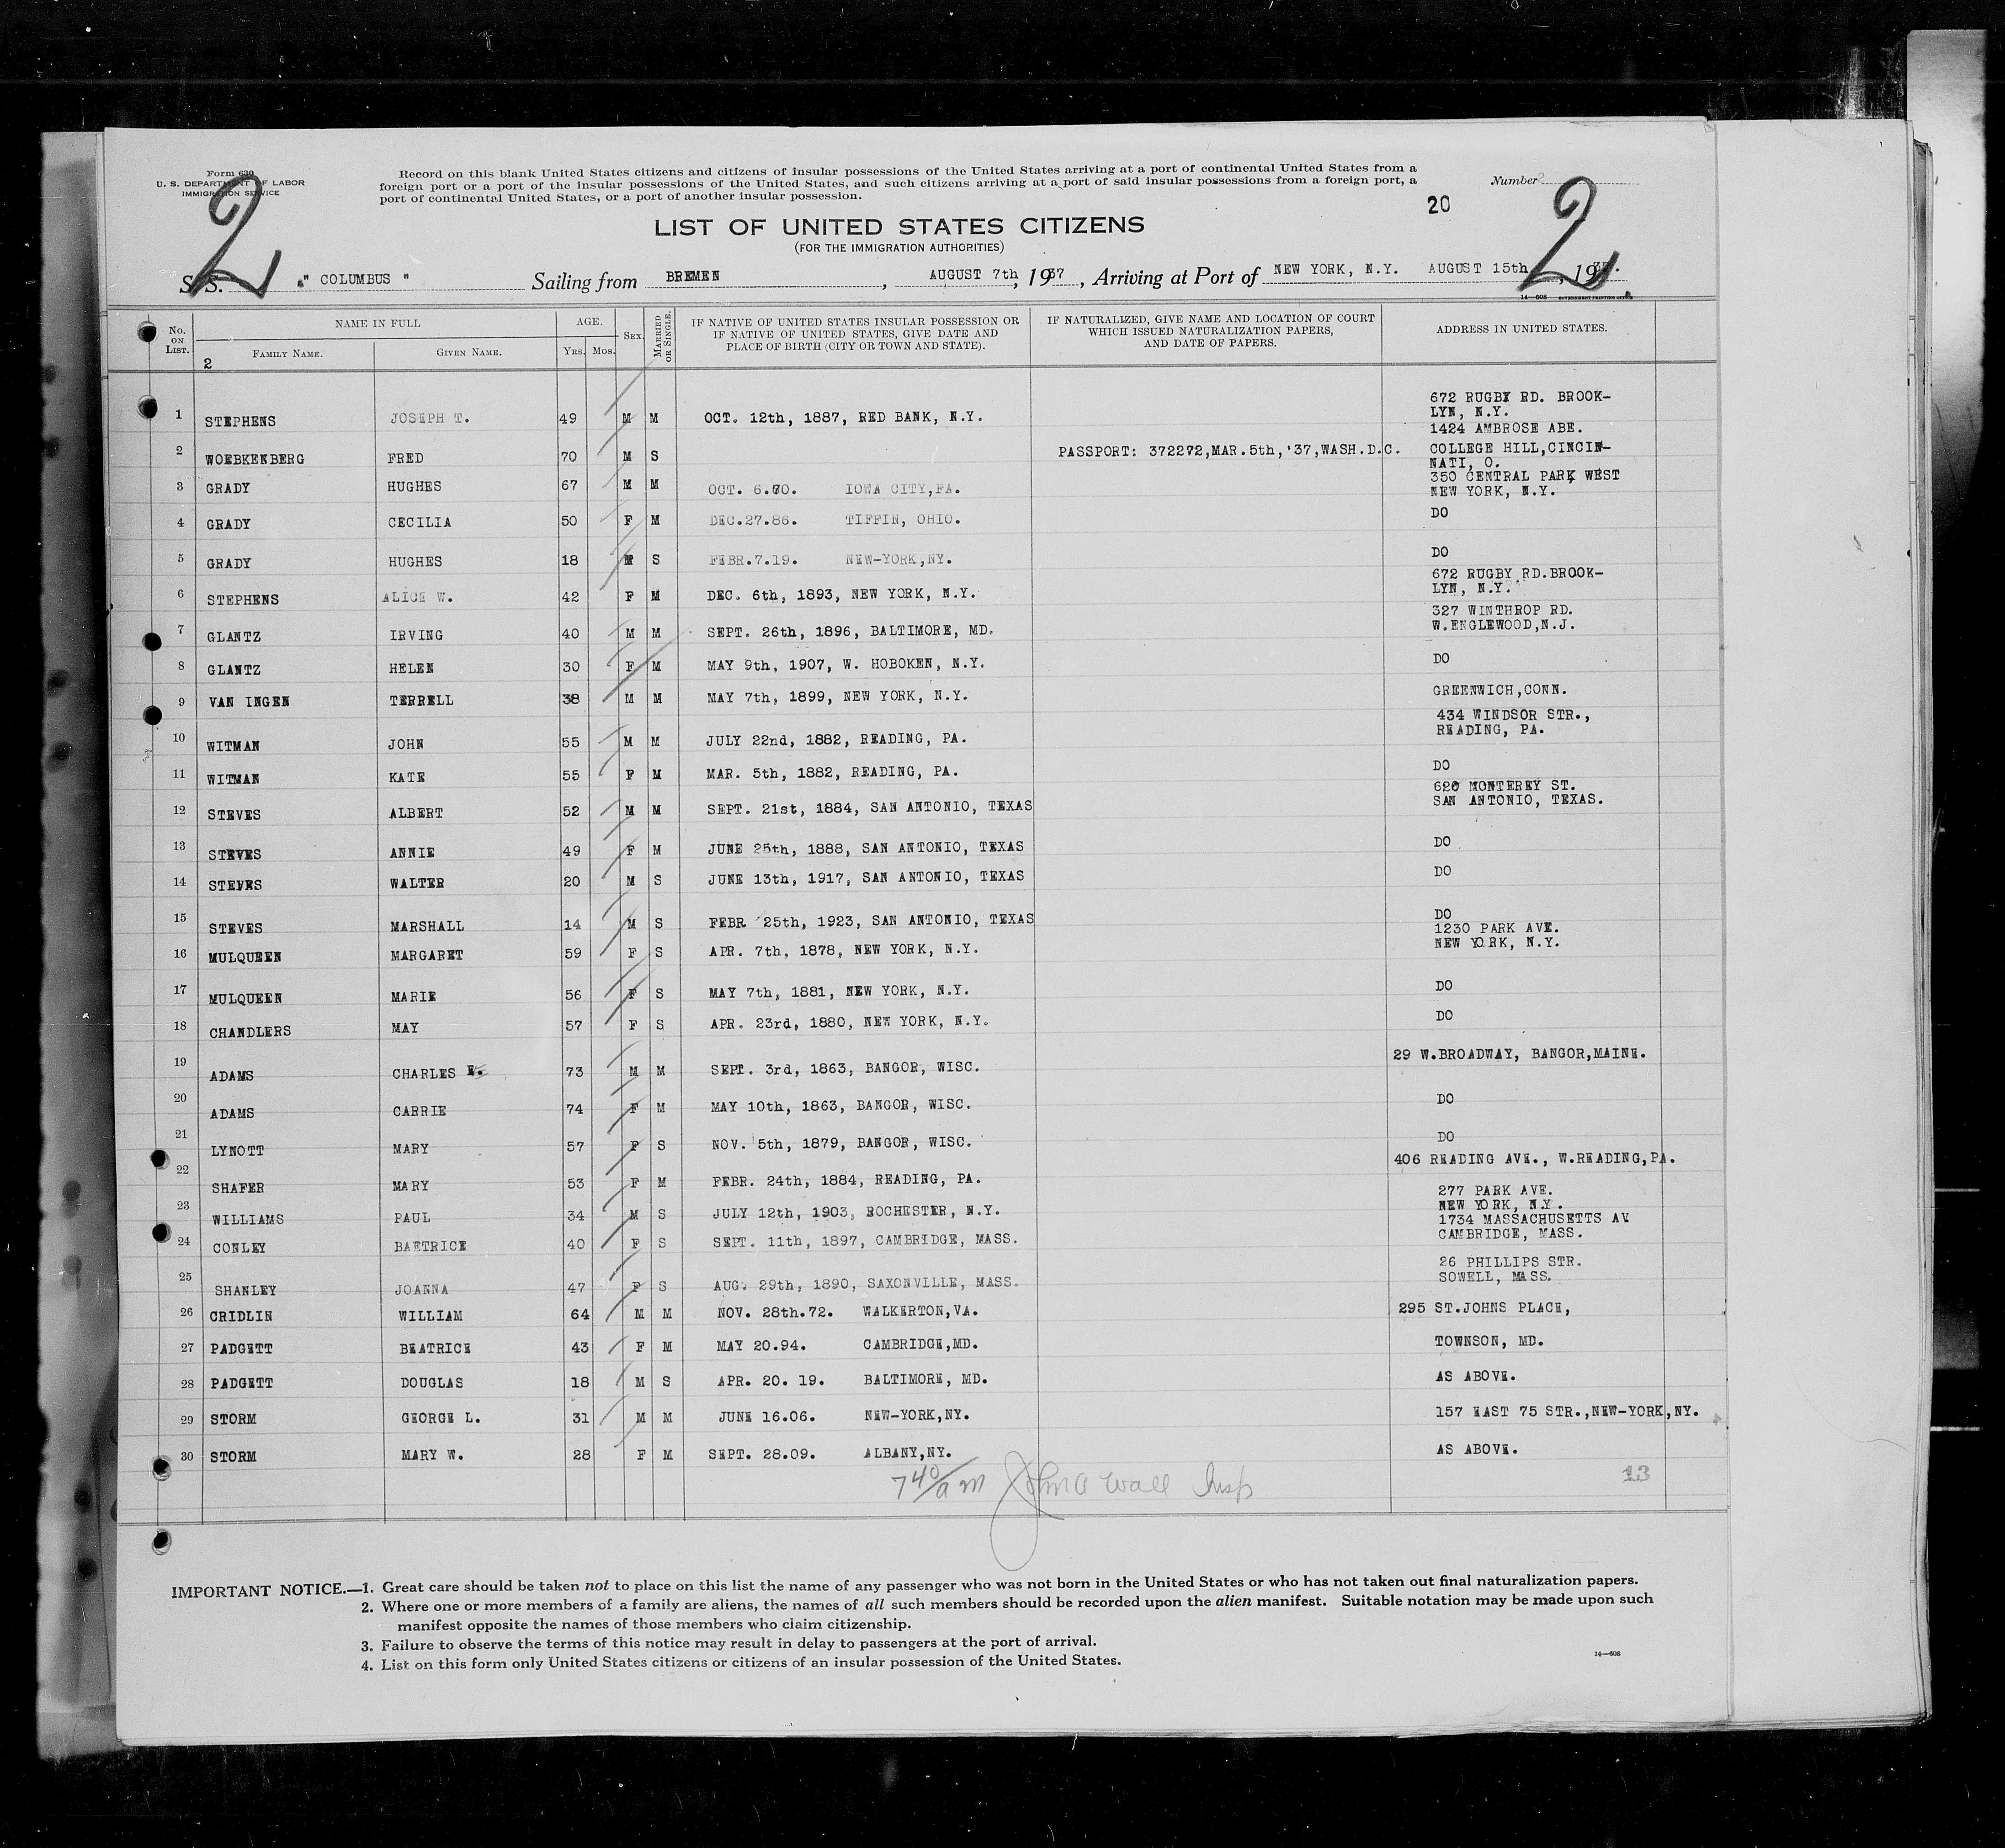 Form 630
U. S. DEPARTMENT OF LABOR
IMMIGRATION SERVICE
2
Record on this blank United States citizens and citizens of insular possessions of the United States arriving at a port of continental United States from a
foreign port or a port of the insular possessions of the United States, and such citizens arriving at a port of said insular possessions from a foreign port, a
port of continental United States, or a port of another insular possession.
Number
20
2
LIST OF UNITED STATES CITIZENS
(FOR THE IMMIGRATION AUTHORITIES)
S. S. " COLUMBUS " Sailing from BREMEN, AUGUST 7th, 1937, Arriving at Port of NEW YORK, N.Y. AUGUST 15th, 1937.
14—608 GOVERNMENT PRINTING OFFICE
No. ON LIST. NAME IN FULL AGE. SEX. MARRIED OR SINGLE. IF NATIVE OF UNITED STATES INSULAR POSSESSION OR IF NATIVE OF UNITED STATES, GIVE DATE AND PLACE OF BIRTH (CITY OR TOWN AND STATE). IF NATURALIZED, GIVE NAME AND LOCATION OF COURT WHICH ISSUED NATURALIZATION PAPERS, AND DATE OF PAPERS. ADDRESS IN UNITED STATES.
2 FAMILY NAME. GIVEN NAME. YRS. MOS.
1 STEPHENS JOSEPH T. 49 M M OCT. 12th, 1887, RED BANK, N.Y. 672 RUGBY RD. BROOK-
LYN, N.Y.
1424 AMBROSE ABE.
2 WOEBKENBERG FRED 70 M S PASSPORT: 372272,MAR.5th,'37,WASH.D.C. COLLEGE HILL,CINCIN-
NATI, O.
3 GRADY HUGHES 67 M M OCT. 6.70. IOWA CITY,PA. 350 CENTRAL PARK WEST
NEW YORK, N.Y.
4 GRADY CECILIA 50 F M DEC.27.86. TIFFIN, OHIO. DO
5 GRADY HUGHES 18 M S FEBR.7.19. NEW-YORK,NY. DO
672 RUGBY RD.BROOK-
6 STEPHENS ALICE W. 42 F M DEC. 6th, 1893, NEW YORK, N.Y. LYN, N.Y.
327 WINTHROP RD.
7 GLANTZ IRVING 40 M M SEPT. 26th, 1896, BALTIMORE, MD. W.ENGLEWOOD,N.J.
8 GLANTZ HELEN 30 F M MAY 9th, 1907, W. HOBOKEN, N.Y. DO
9 VAN INGEN TERRELL 38 M M MAY 7th, 1899, NEW YORK, N.Y. GREENWICH,CONN.
434 WINDSOR STR.,
10 WITMAN JOHN 55 M M JULY 22nd, 1882, READING, PA. READING, PA.
11 WITMAN KATE 55 F M MAR. 5th, 1882, READING, PA. DO
620 MONTEREY ST.
12 STEVES ALBERT 52 M M SEPT. 21st, 1884, SAN ANTONIO, TEXAS SAN ANTONIO, TEXAS.
13 STEVES ANNIE 49 F M JUNE 25th, 1888, SAN ANTONIO, TEXAS DO
14 STEVES WALTER 20 M S JUNE 13th, 1917, SAN ANTONIO, TEXAS DO
15 STEVES MARSHALL 14 M S FEBR 25th, 1923, SAN ANTONIO, TEXAS DO
1230 PARK AVE.
16 MULQUEEN MARGARET 59 F S APR. 7th, 1878, NEW YORK, N.Y. NEW YORK, N.Y.
17 MULQUEEN MARIE 56 F S MAY 7th, 1881, NEW YORK, N.Y. DO
18 CHANDLERS MAY 57 F S APR. 23rd, 1880, NEW YORK, N.Y. DO
19 ADAMS CHARLES 73 M M SEPT. 3rd, 1863, BANGOR, WISC. 29 W.BROADWAY, BANGOR,MAINE.
20 ADAMS CARRIE 74 F M MAY 10th, 1863, BANGOR, WISC. DO
21 LYNOTT MARY 57 F S NOV. 5th, 1879, BANGOR, WISC. DO
22 SHAFER MARY 53 F M FEBR. 24th, 1884, READING, PA. 406 READING AVE., W.READING,PA.
277 PARK AVE.
23 WILLIAMS PAUL 34 M S JULY 12th, 1903, ROCHESTER, N.Y. NEW YORK, N.Y.
1734 MASSACHUSETTS AV.
24 CONLEY BAETRICE 40 F S SEPT. 11th, 1897, CAMBRIDGE, MASS. CAMBRIDGE, MASS.
26 PHILLIPS STR.
25 SHANLEY JOANNA 47 F S AUG. 29th, 1890, SAXONVILLE, MASS. SOWELL, MASS.
26 CRIDLIN WILLIAM 64 M M NOV. 28th.72. WALKERTON,VA. 295 ST.JOHNS PLACE,
27 PADGETT BEATRICE 43 F M MAY 20.94. CAMBRIDGE,MD. TOWNSON, MD.
28 PADGETT DOUGLAS 18 M S APR. 20. 19. BALTIMORE, MD. AS ABOVE.
29 STORM GEORGE L. 31 M M JUNE 16.06. NEW-YORK,NY. 157 EAST 75 STR.,NEW-YORK,NY.
30 STORM MARY W. 28 F M SEPT. 28.09. ALBANY,NY. AS ABOVE.
7 40/am John A Wall Insp 13
IMPORTANT NOTICE.—1. Great care should be taken not to place on this list the name of any passenger who was not born in the United States or who has not taken out final naturalization papers.
2. Where one or more members of a family are aliens, the names of all such members should be recorded upon the alien manifest. Suitable notation may be made upon such
manifest opposite the names of those members who claim citizenship.
3. Failure to observe the terms of this notice may result in delay to passengers at the port of arrival.
4. List on this form only United States citizens or citizens of an insular possession of the United States.
14—608